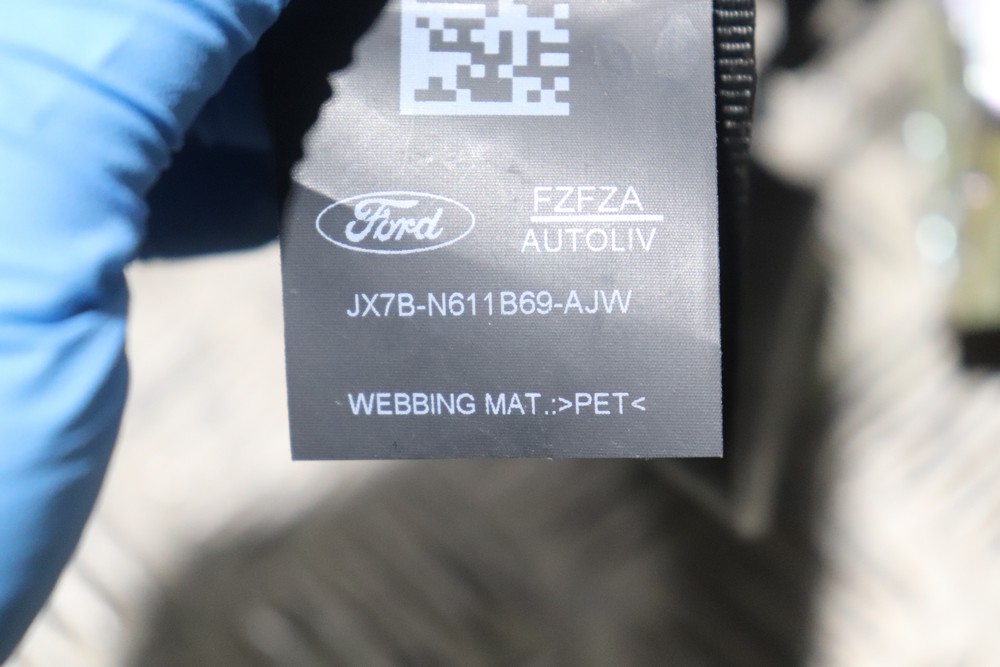 Ford
FZFZA
AUTOLIV
JX7B-N611B69-AJW
WEBBING MAT.:>PET<